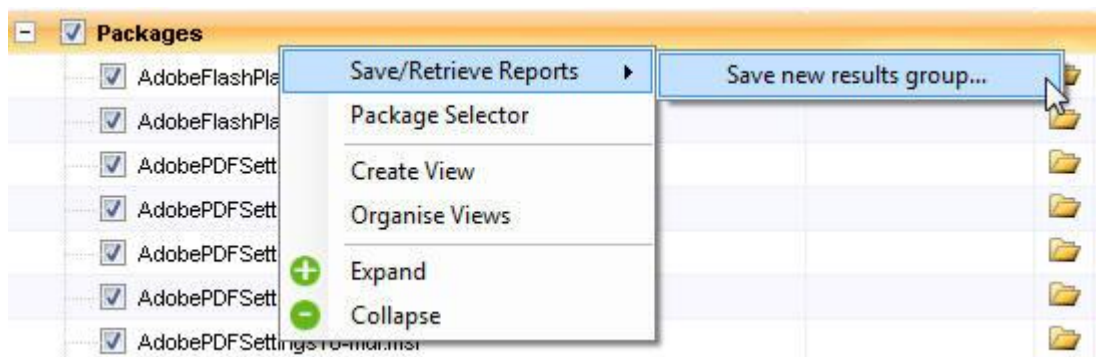 Packages
AdobeFlashPla
Save/Retrieve Reports
Save new results group...
AdobeFlashPla
Package Selector
AdobePDFSett
Create View
AdobePDFSett
Organise Views
AdobePDFSett
Expand
AdobePDFSett
Collapse